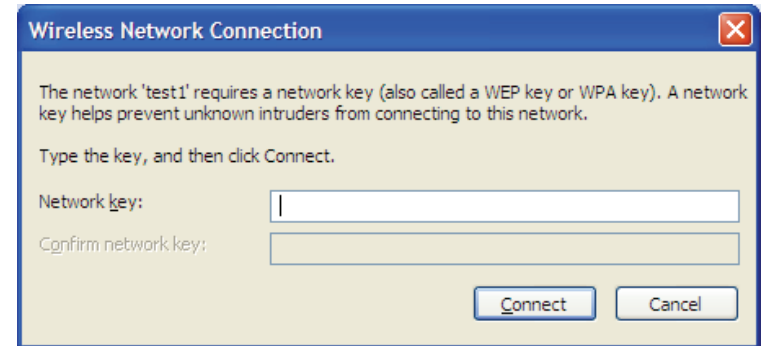 Wireless Network Connection
The network 'test1' requires a network key (also called a WEP key or WPA key). A network
key helps prevent unknown intruders from connecting to this network.
Type the key, and then click Connect.
Network key:
Confirm network key:
Connect Cancel